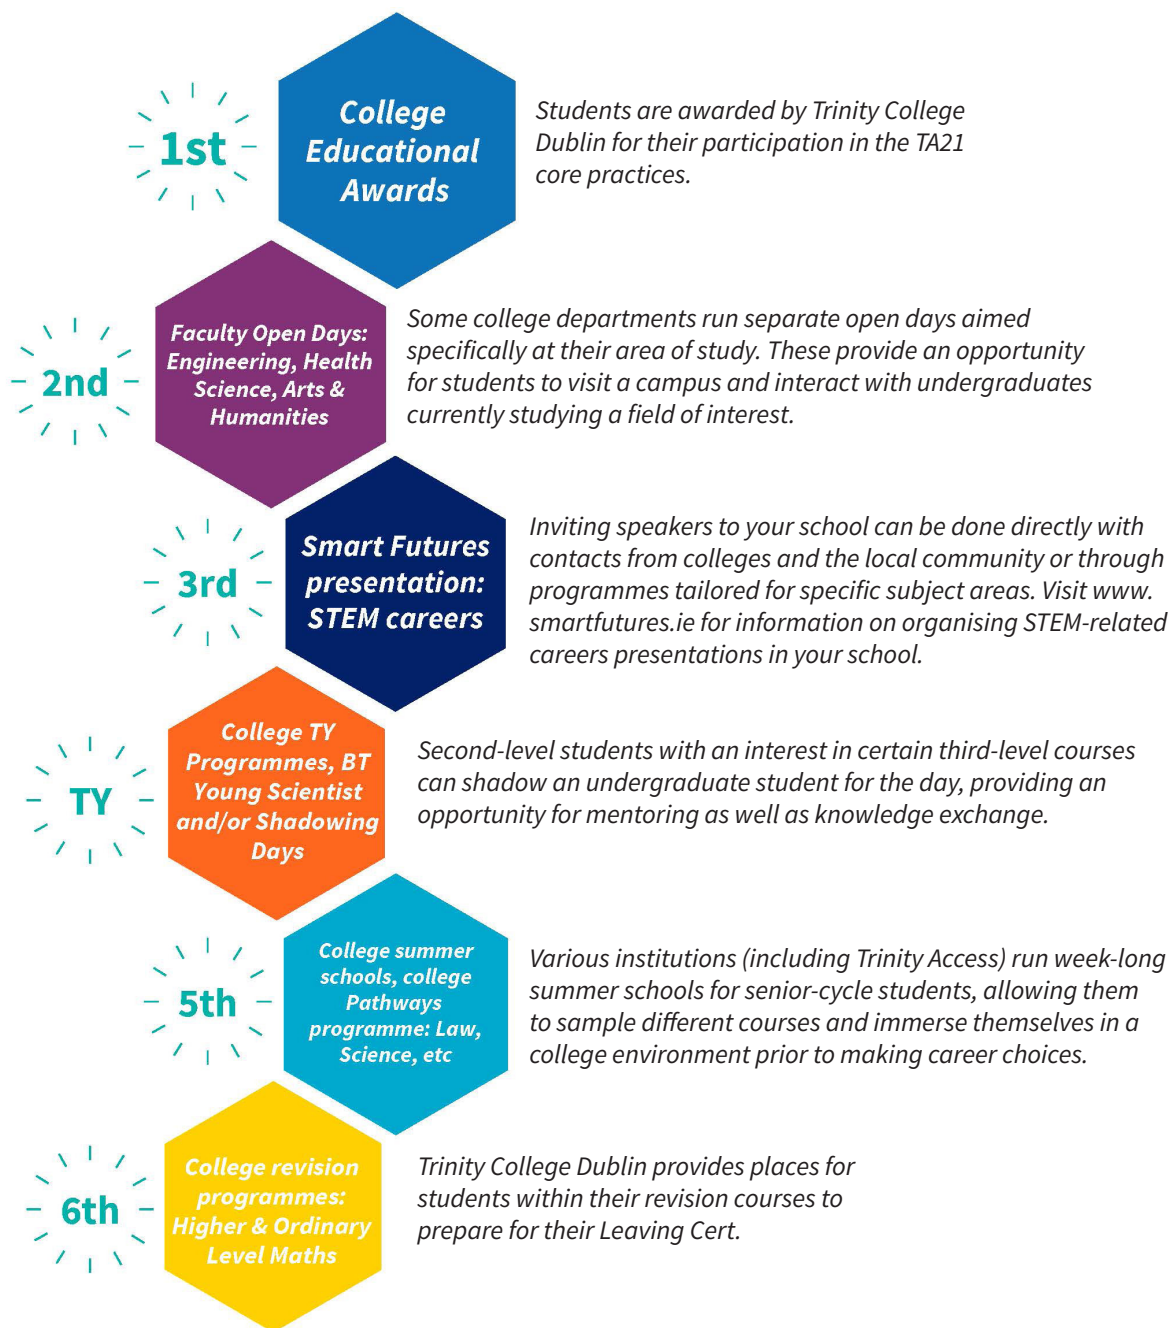 1st
College
Educational
Awards
Students are awarded by Trinity College
Dublin for their participation in the TA21
core practices.
2nd
Faculty Open Days:
Engineering, Health
Science, Arts &
Humanities
Some college departments run separate open days aimed
specifically at their area of study. These provide an opportunity
for students to visit a campus and interact with undergraduates
currently studying a field of interest.
3rd
Smart Futures
presentation:
STEM careers
Inviting speakers to your school can be done directly with
contacts from colleges and the local community or through
programmes tailored for specific subject areas. Visit www.
smartfutures.ie for information on organising STEM-related
careers presentations in your school.
TY
College TY
Programmes, BT
Young Scientist
and/or Shadowing
Days
Second-level students with an interest in certain third-level courses
can shadow an undergraduate student for the day, providing an
opportunity for mentoring as well as knowledge exchange.
5th
College summer
schools, college
Pathways
programme: Law,
Science, etc
Various institutions (including Trinity Access) run week-long
summer schools for senior-cycle students, allowing them
to sample different courses and immerse themselves in a
college environment prior to making career choices.
6th
College revision
programmes:
Higher & Ordinary
Level Maths
Trinity College Dublin provides places for
students within their revision courses to
prepare for their Leaving Cert.